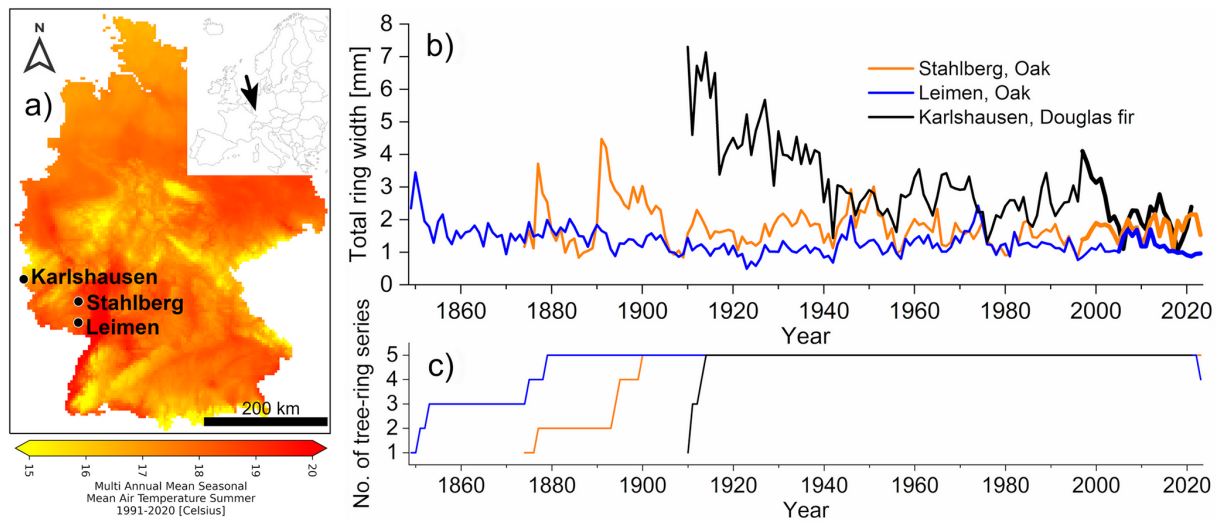 N
a)
Karlshausen
Stahlberg
Leimen
200 km
15 16 17 18 19 20
Multi Annual Mean Seasonal
Mean Air Temperature Summer
1991-2020 [Celsius]
b)
Total ring width [mm]
8
7
6
5
4
3
2
1
0
Stahlberg, Oak
Leimen, Oak
Karlshausen, Douglas fir
1860 1880 1900 1920 1940 1960 1980 2000 2020
Year
c)
No. of tree-ring series
5
4
3
2
1
1860 1880 1900 1920 1940 1960 1980 2000 2020
Year